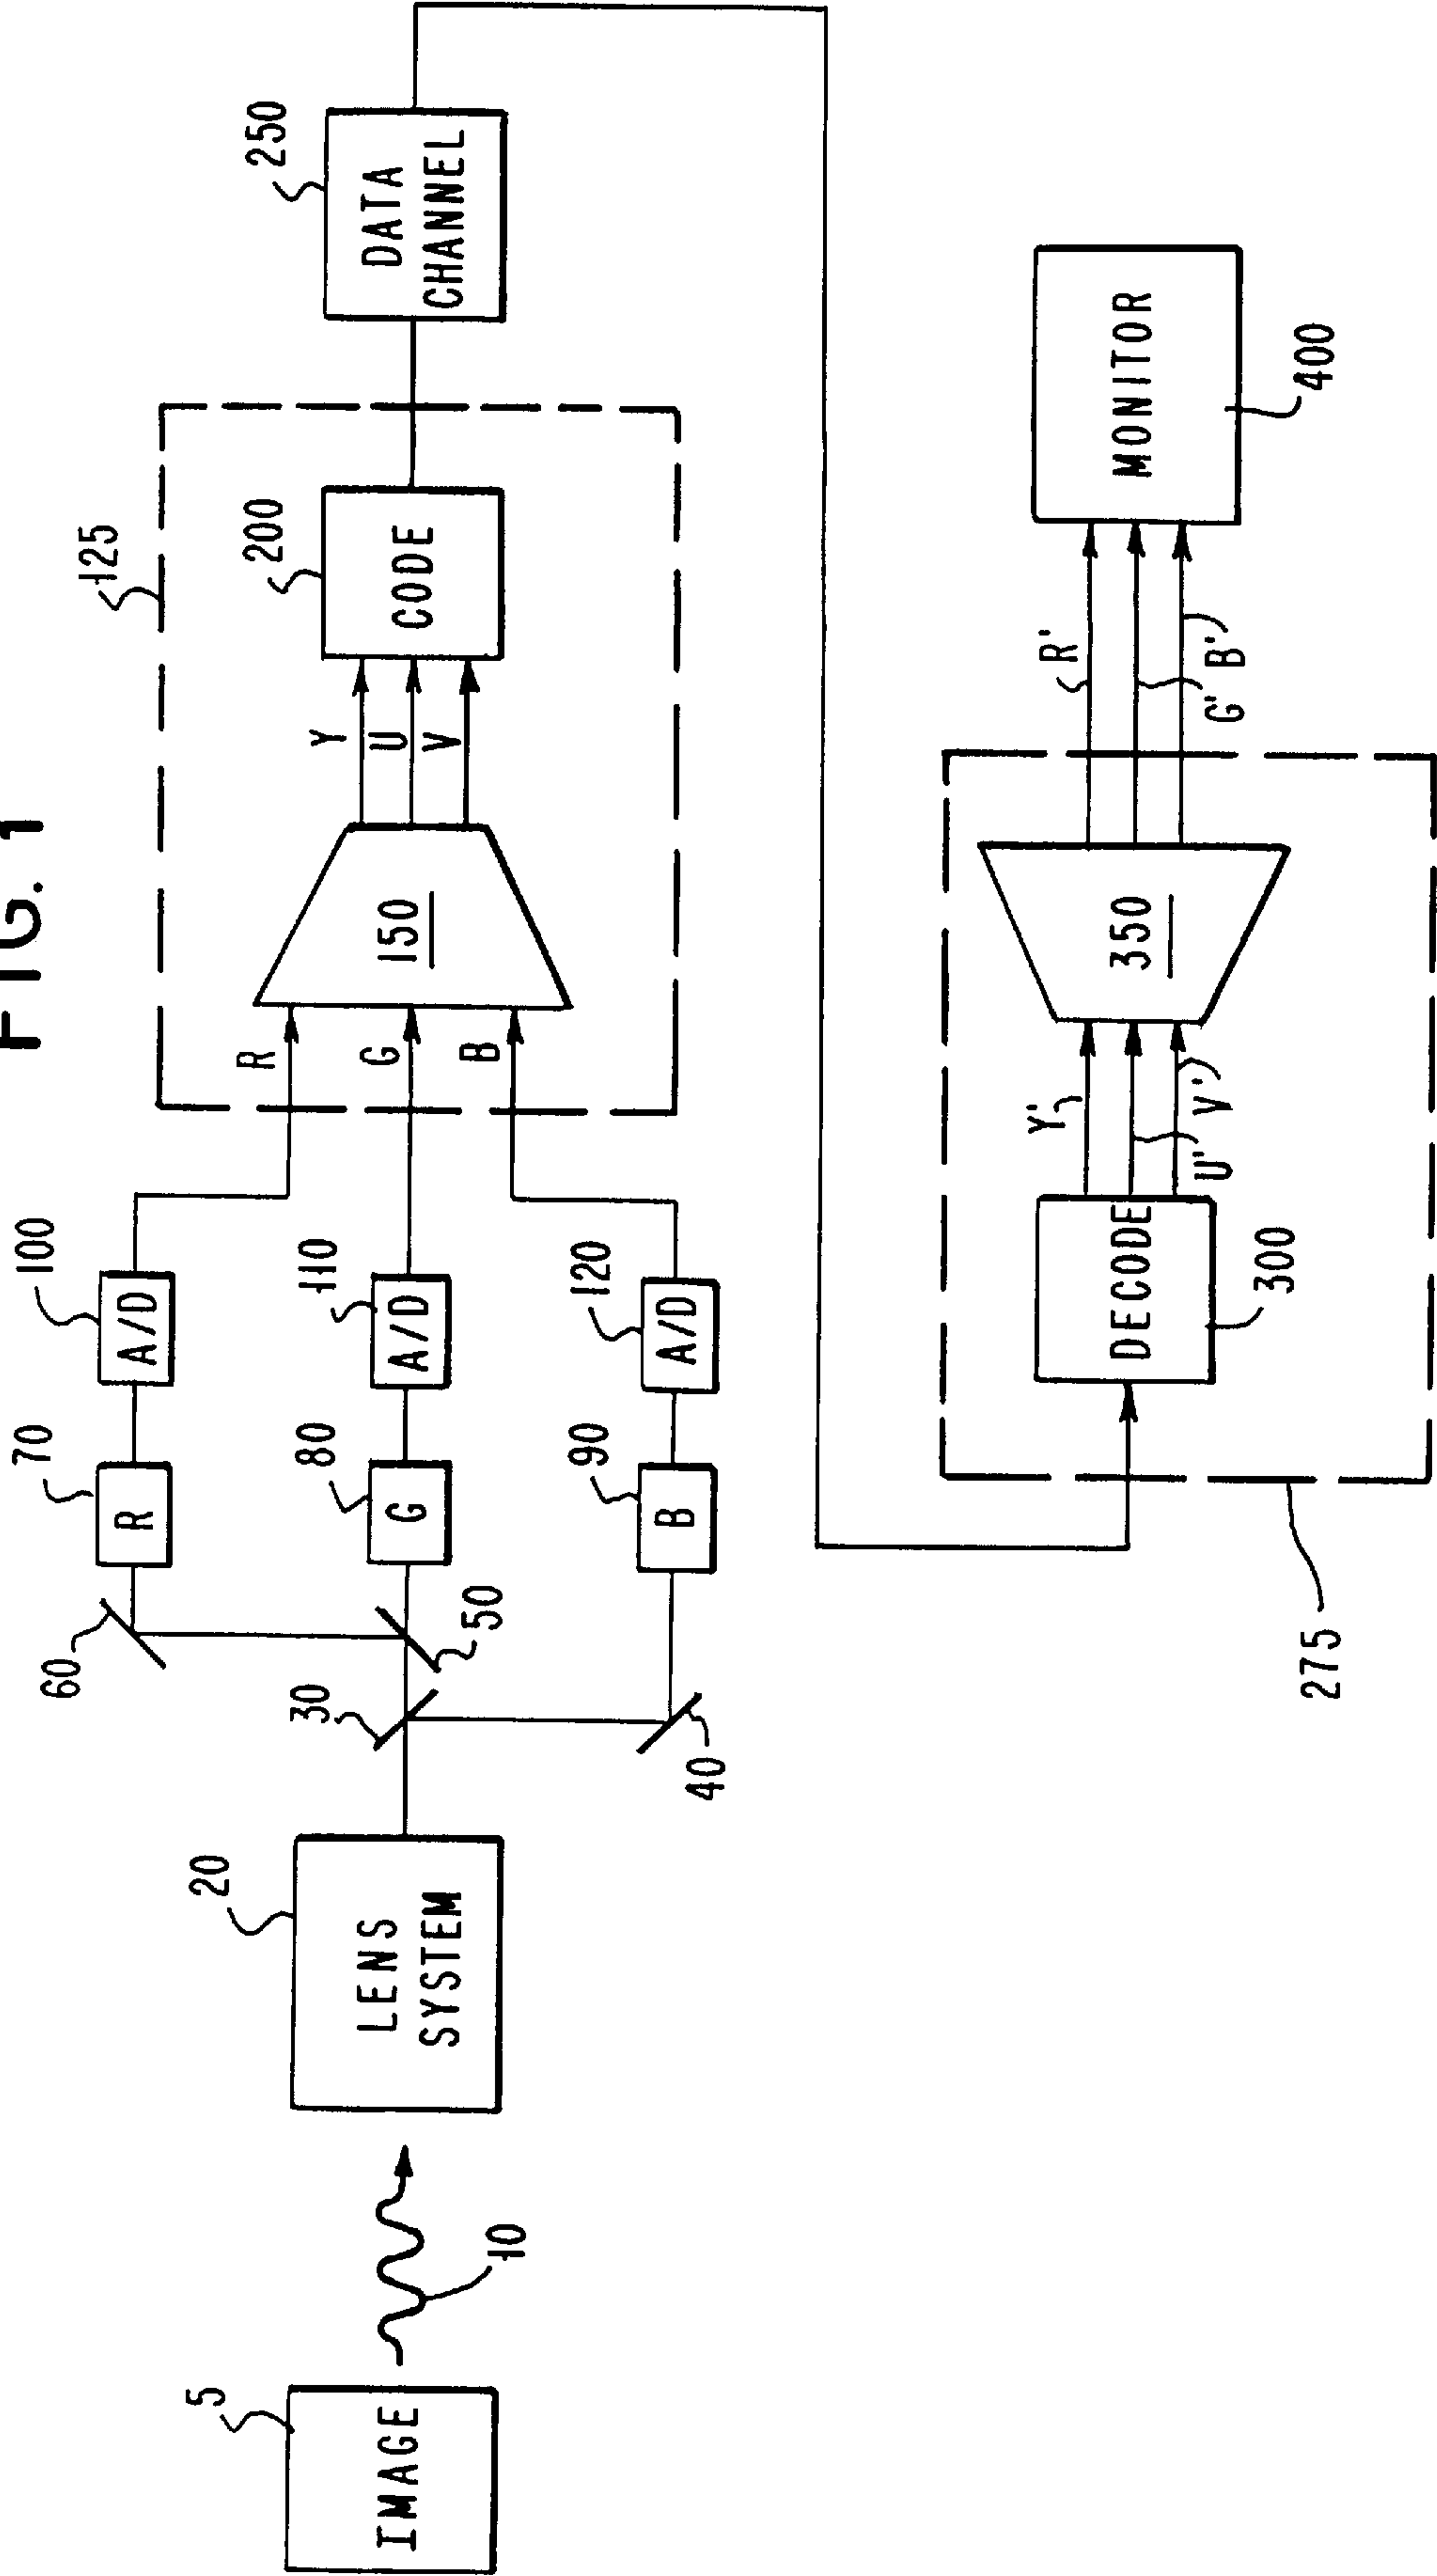 FIG. 1
5
IMAGE
10
20
LENS
SYSTEM
30
40
50
60
70
R
80
G
90
B
100
A/D
110
A/D
120
A/D
125
R
G
B
150
Y
U
V
200
CODE
250
DATA
CHANNEL
275
300
DECODE
Y'
U'
V'
350
R'
G'
B'
MONITOR
400